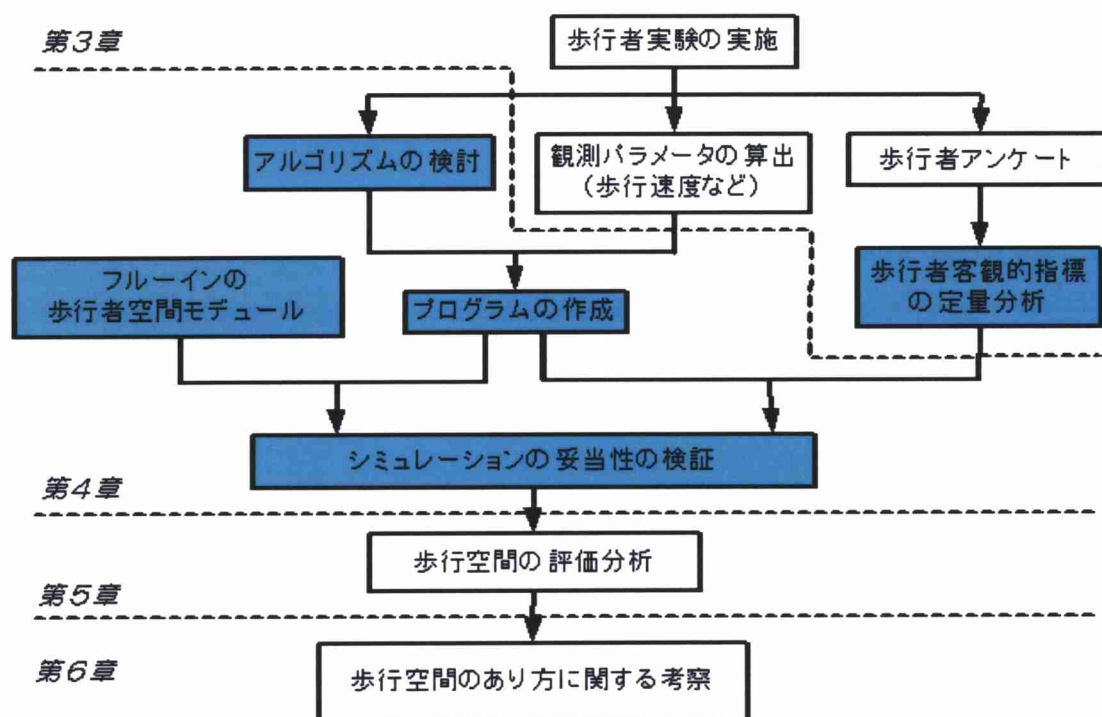 第3章
歩行者実験の実施
アルゴリズムの検討
観測パラメータの算出
(歩行速度など)
歩行者アンケート
フルーインの
歩行者空間モデュール
プログラムの作成
歩行者客観的指標
の定量分析
シミュレーションの妥当性の検証
第4章
歩行空間の評価分析
第5章
第6章
歩行空間のあり方に関する考察